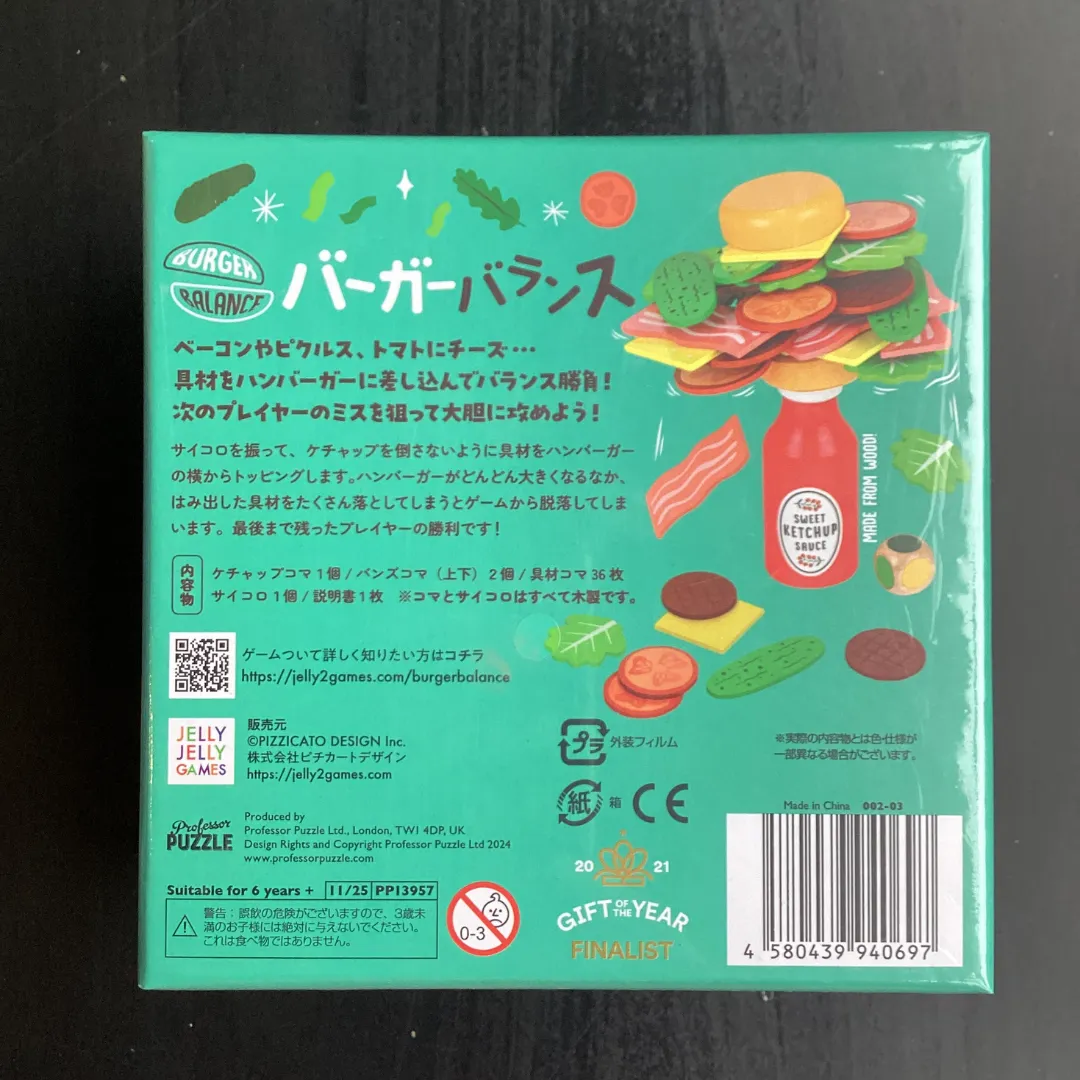 BURGER
BALANCE
バーガーバランス
ベーコンやピクルス、トマトにチーズ…
具材をハンバーガーに差し込んでバランス勝負！
次のプレイヤーのミスを狙って大胆に攻めよう！
サイコロを振って、ケチャップを倒さないように具材をハンバーガー
の横からトッピングします。ハンバーガーがどんどん大きくなるなか、
はみ出した具材をたくさん落としてしまうとゲームから脱落してしま
います。最後まで残ったプレイヤーの勝利です！
SWEET
KETCHUP
SAUCE
MADE FROM WOOD!
内容物
ケチャップコマ1個 / バンズコマ（上下）2個 / 具材コマ36枚
サイコロ1個 / 説明書1枚　※コマとサイコロはすべて木製です。
ゲームついて詳しく知りたい方はコチラ
https://jelly2games.com/burgerbalance
JELLY
JELLY
GAMES
販売元
©PIZZICATO DESIGN Inc.
株式会社ピチカートデザイン
https://jelly2games.com
プラ 外装フィルム
紙 箱 CE
※実際の内容物とは色・仕様が
一部異なる場合がございます。
Professor
PUZZLE
Produced by
Professor Puzzle Ltd., London, TW1 4DP, UK
Design Rights and Copyright Professor Puzzle Ltd 2024
www.professorpuzzle.com
Suitable for 6 years + 11/25 PP13957
警告：誤飲の危険がございますので、3歳未
満のお子様には絶対に与えないでください。
これは食べ物ではありません。
0-3
2021
GIFT OF THE YEAR
FINALIST
Made in China 002-03
4 580439 940697